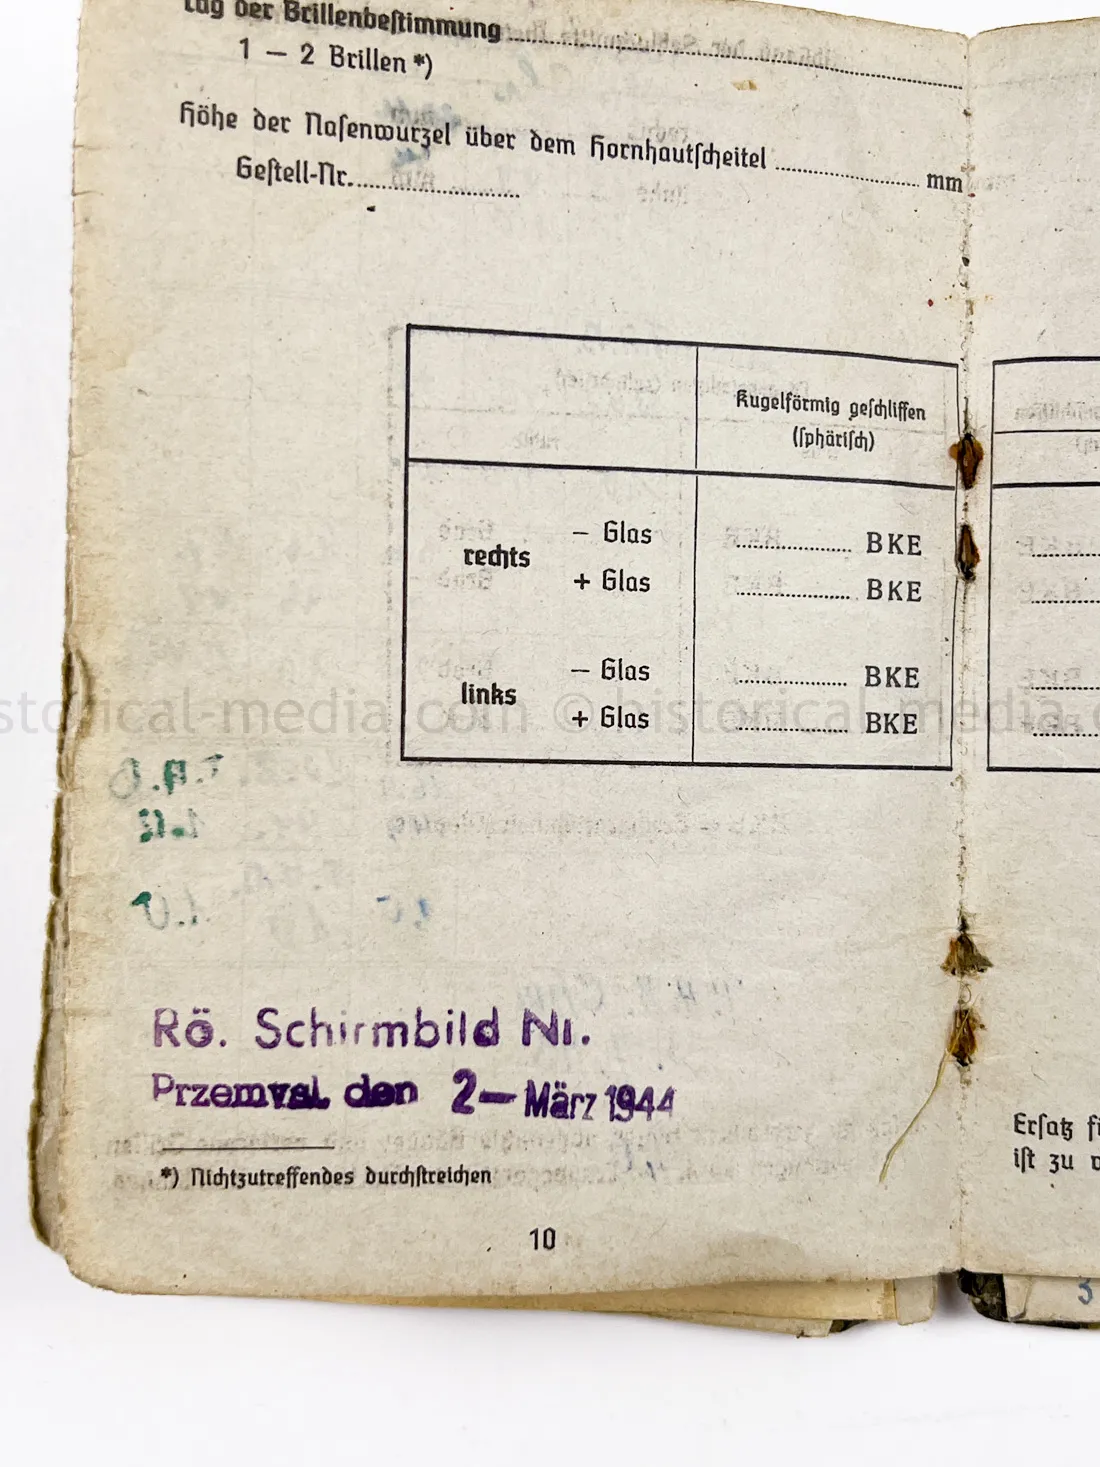 Tag der Brillenbeſtimmung
1 — 2 Brillen *)
Höhe der Naſenwurzel über dem Hornhautſcheitel mm
Geſtell-Nr.
Kugelförmig geſchliffen
(ſphäriſch)
rechts
— Glas BKE
+ Glas BKE
links
— Glas BKE
+ Glas BKE
historical-media.com © historical-media.
Rö. Schirmbild Nr.
Przemysl den 2 — März 1944
*) Nichtzutreffendes durchſtreichen
10
Erſatz
iſt zu
3